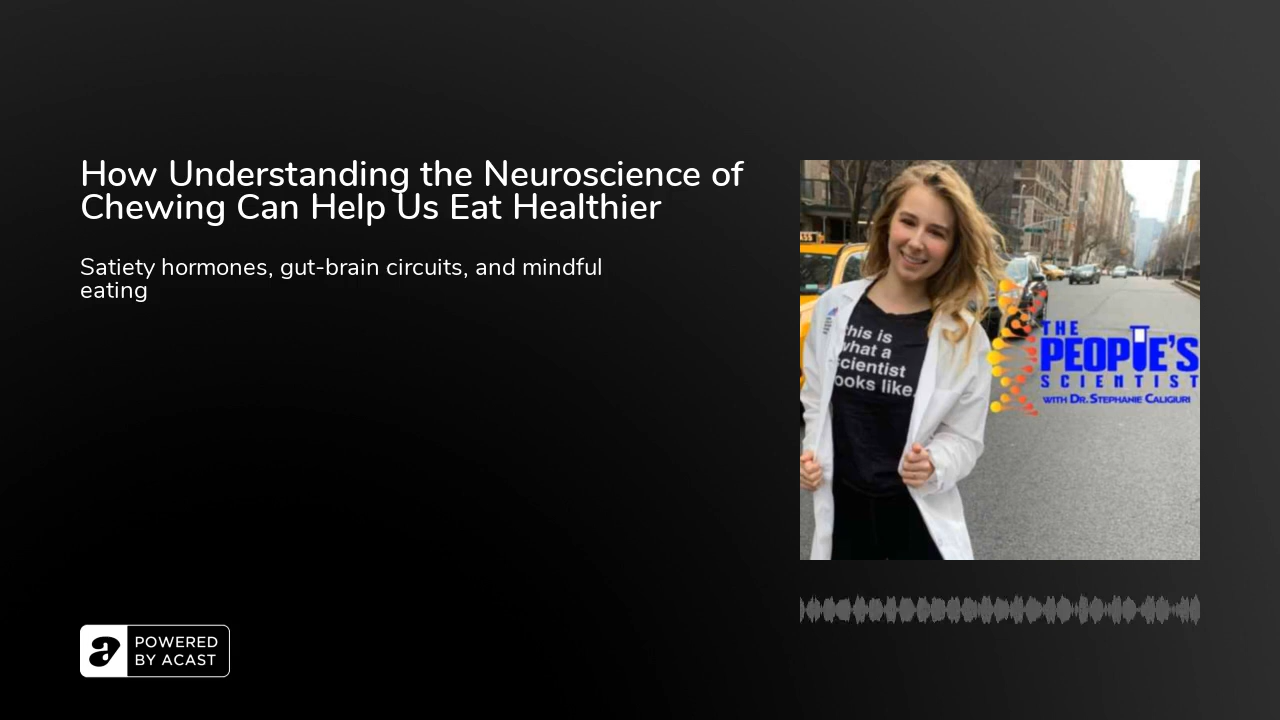 How Understanding the Neuroscience of
Chewing Can Help Us Eat Healthier
Satiety hormones, gut-brain circuits, and mindful
eating
this is
what a
scientist
looks like.
THE
PEOPLE'S
SCIENTIST
WITH DR. STEPHANIE CALIGIURI
POWERED
BY ACAST